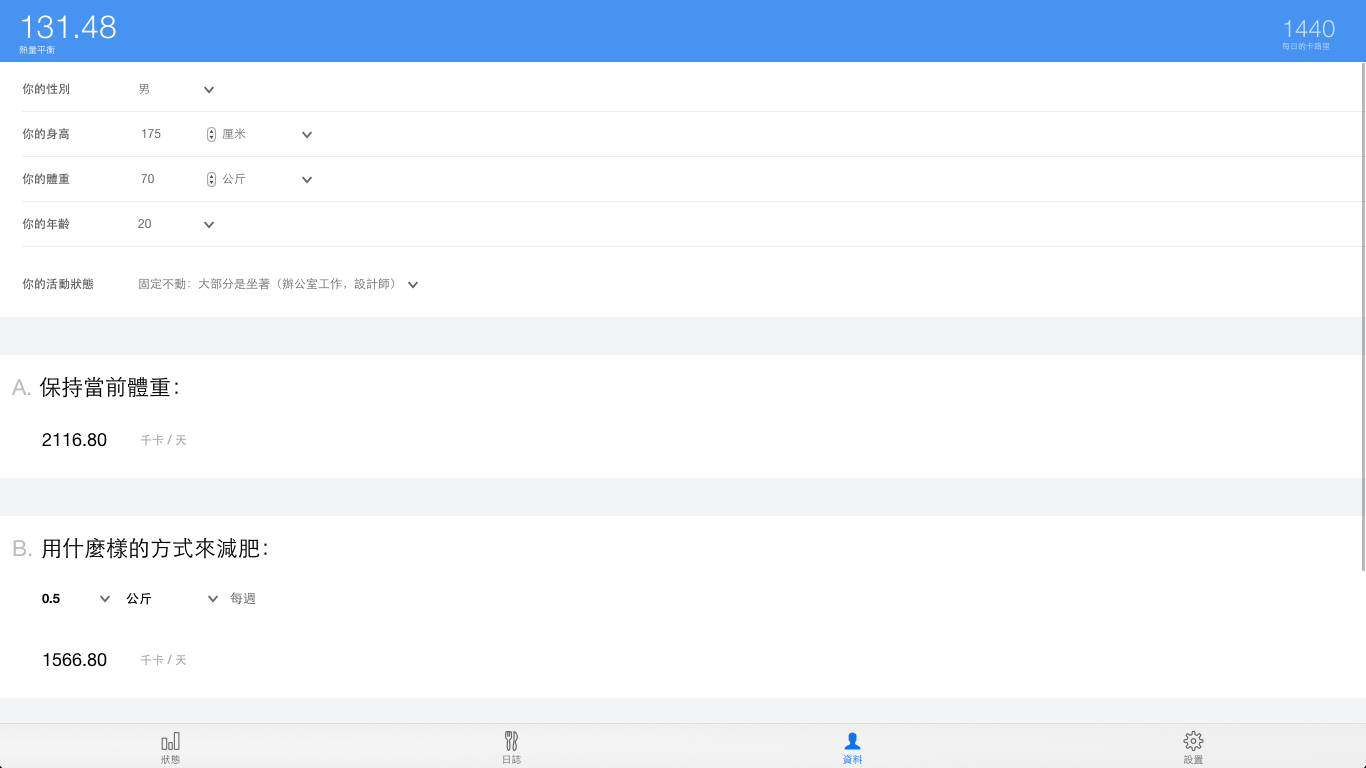 131.48
熱量平衡
1440
每日的卡路里
你的性別 男
你的身高 175 厘米
你的體重 70 公斤
你的年齡 20
你的活動狀態 固定不動：大部分是坐著（辦公室工作，設計師）
A. 保持當前體重：
2116.80 千卡 / 天
B. 用什麼樣的方式來減肥：
0.5 公斤 每週
1566.80 千卡 / 天
狀態 日誌 資料 設置